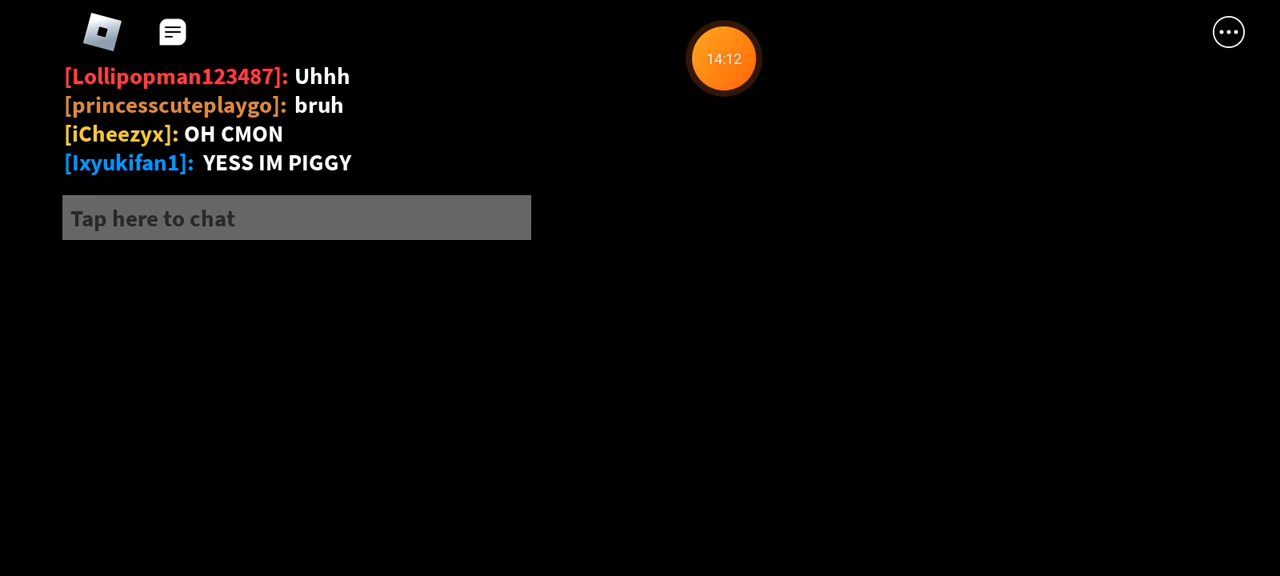 14:12
[Lollipopman123487]: Uhhh
[princesscuteplaygo]: bruh
[iCheezyx]: OH CMON
[Ixyukifan1]: YESS IM PIGGY
Tap here to chat